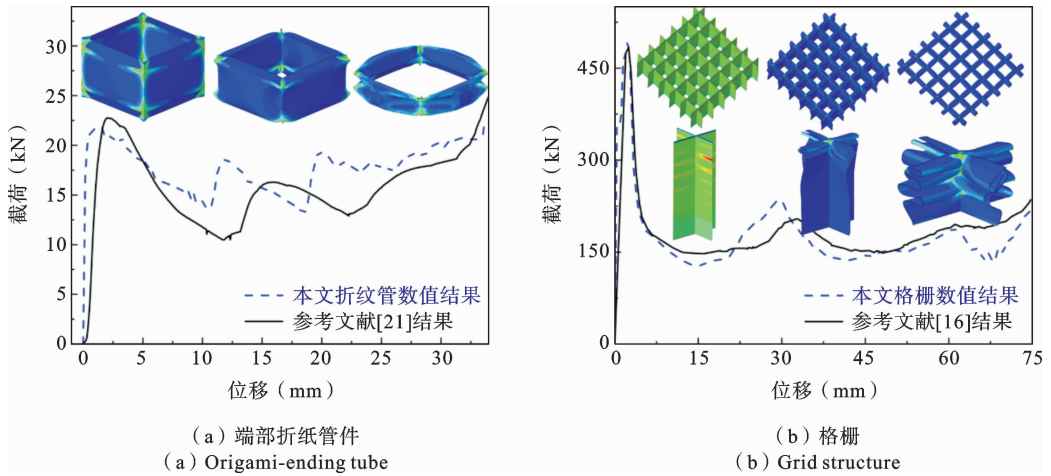 30
25
20
15
10
5
0
截荷（kN）
本文折纹管数值结果
参考文献[21]结果
0 5 10 15 20 25 30
位移（mm）
（a）端部折纸管件
(a) Origami-ending tube
450
300
150
0
截荷（kN）
本文格栅数值结果
参考文献[16]结果
0 15 30 45 60 75
位移（mm）
（b）格栅
(b) Grid structure